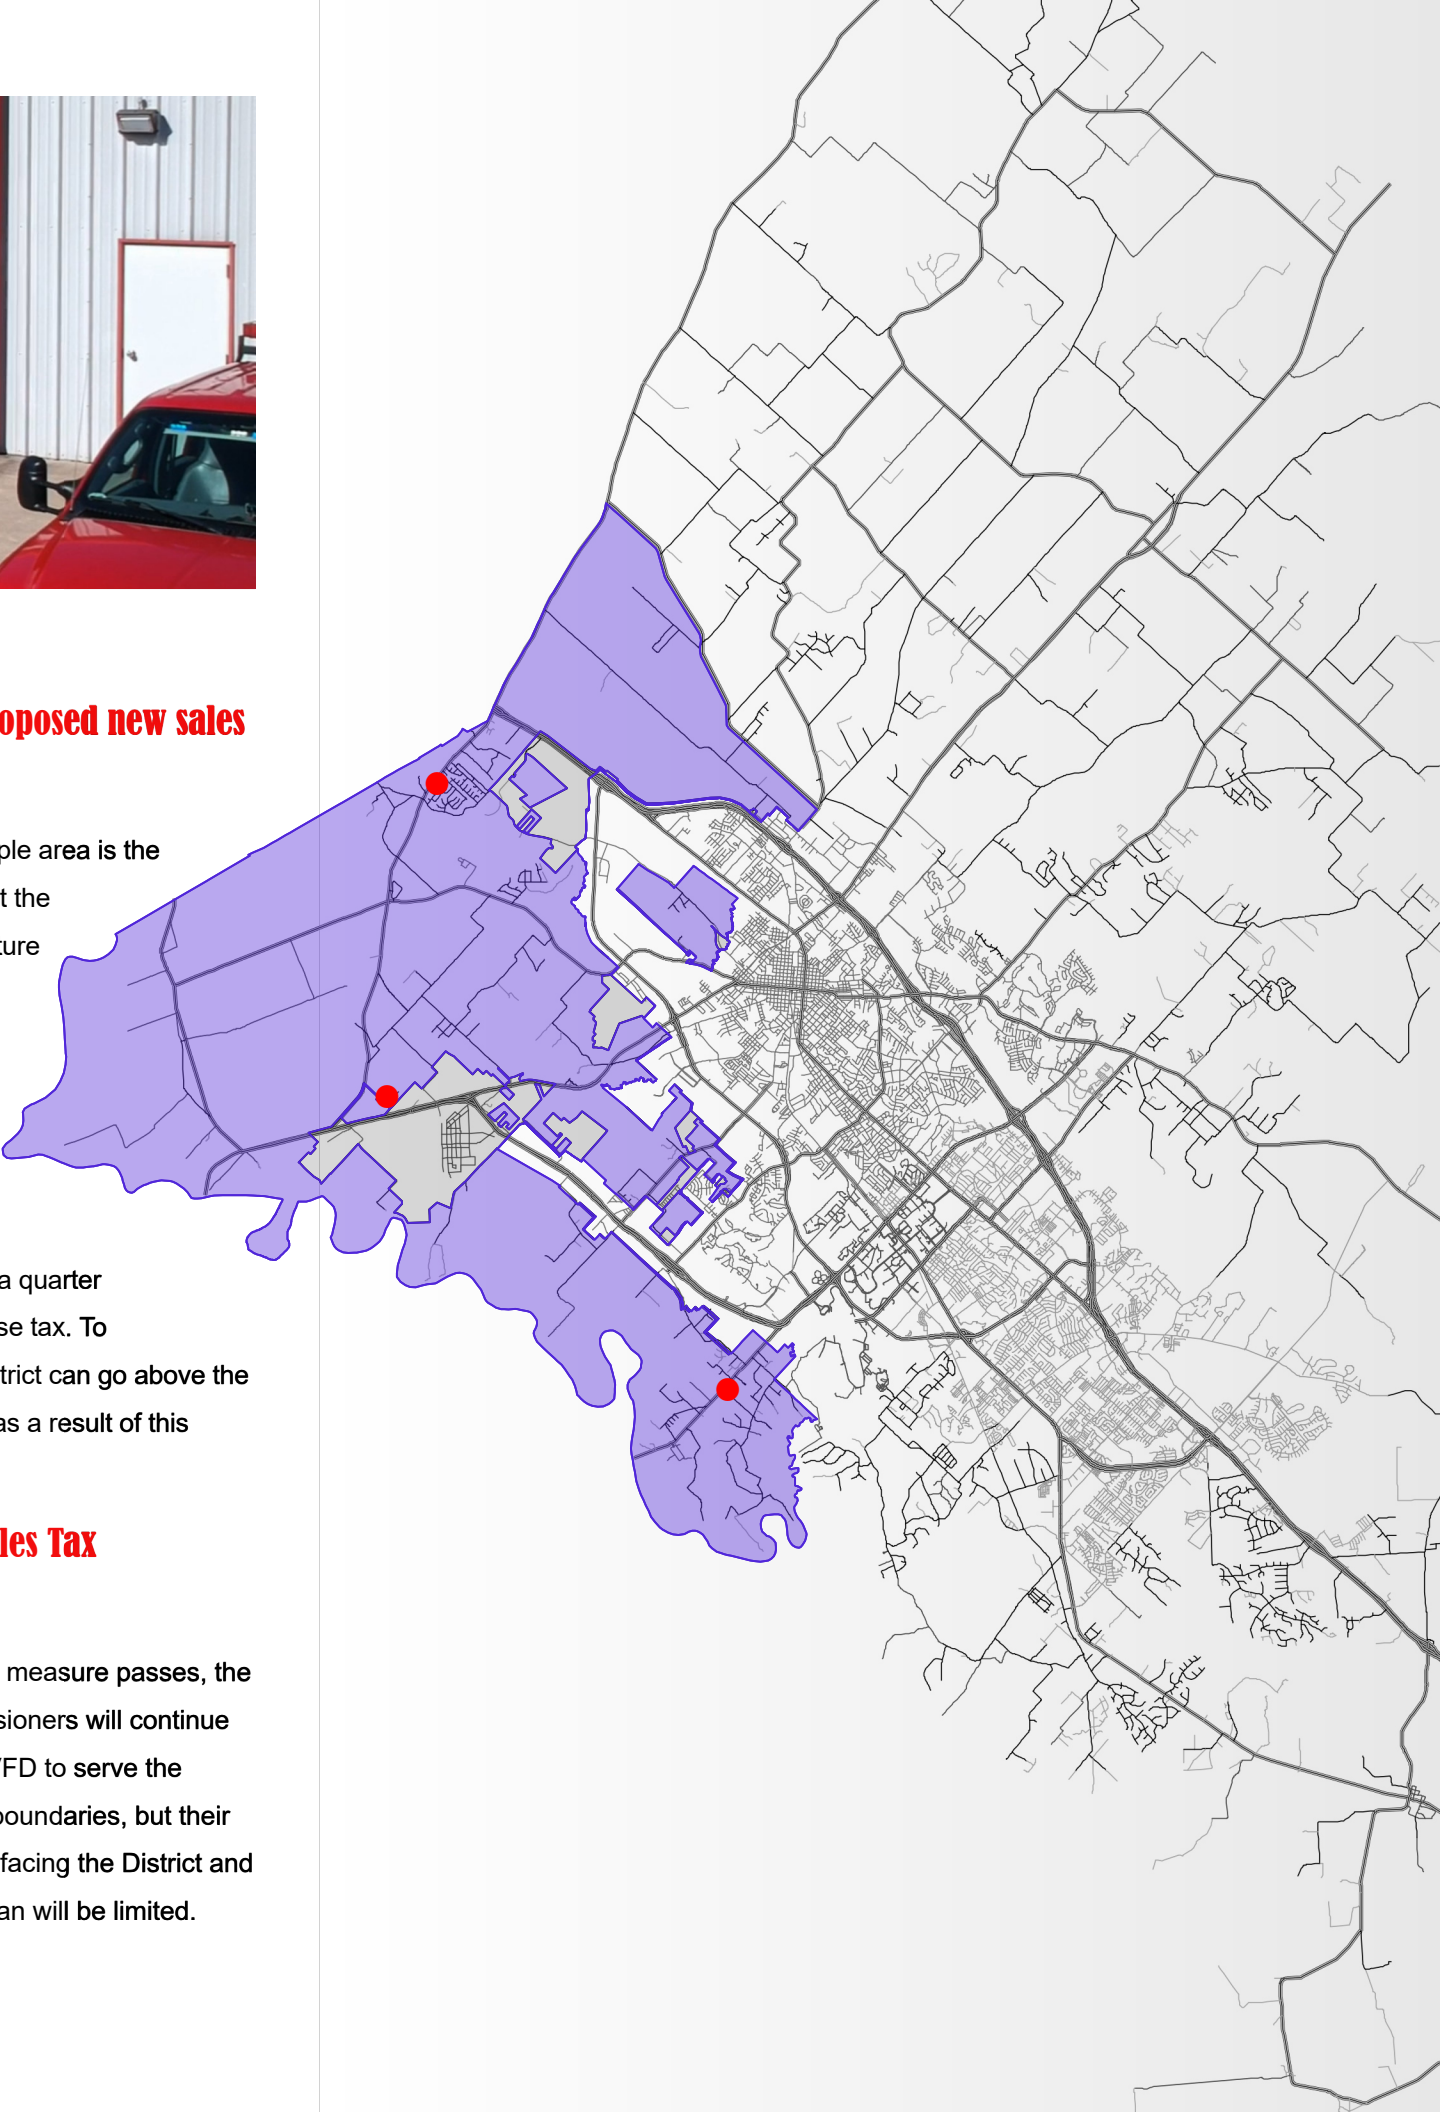 oposed new sales
ple area is the
t the
ture
a quarter
se tax. To
trict can go above the
as a result of this
les Tax
measure passes, the
sioners will continue
FD to serve the
boundaries, but their
facing the District and
an will be limited.